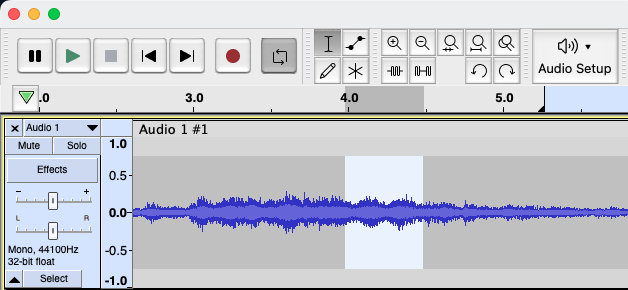 Audio Setup
.0 3.0 4.0 5.0
Audio 1
Audio 1 #1
Mute Solo
Effects
- +
L R
Mono, 44100Hz
32-bit float
Select
1.0
0.5-
0.0-
-0.5-
-1.0